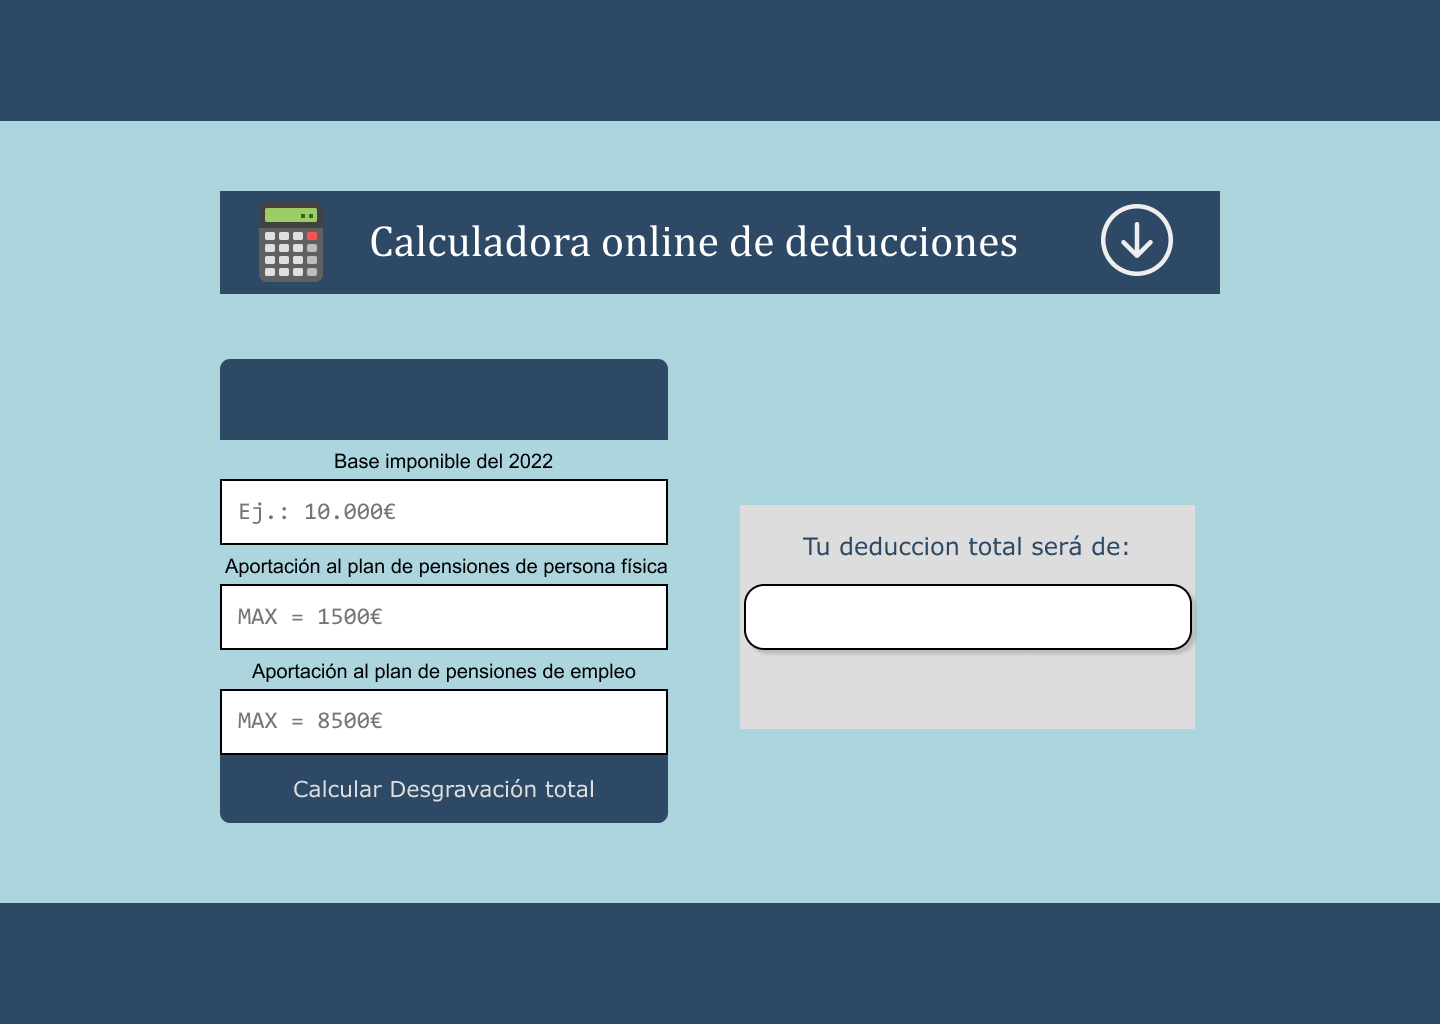 Calculadora online de deducciones
Base imponible del 2022
Ej.: 10.000€
Aportación al plan de pensiones de persona física
MAX = 1500€
Aportación al plan de pensiones de empleo
MAX = 8500€
Calcular Desgravación total
Tu deduccion total será de: